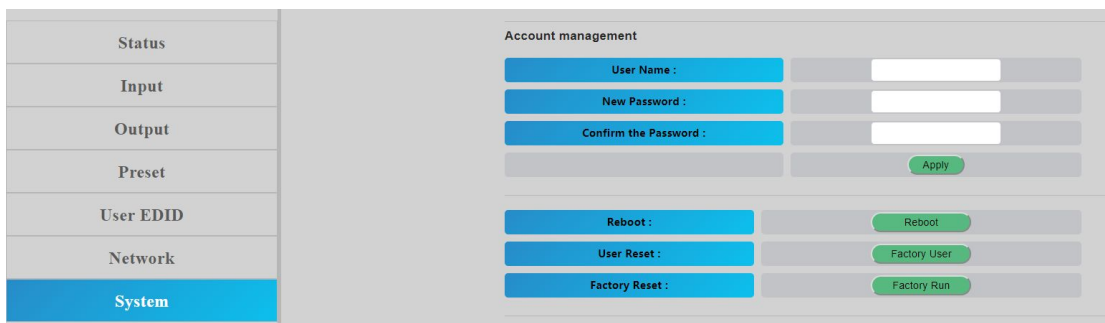 Status
Input
Output
Preset
User EDID
Network
System
Account management
User Name :
New Password :
Confirm the Password :
Apply
Reboot : Reboot
User Reset : Factory User
Factory Reset : Factory Run